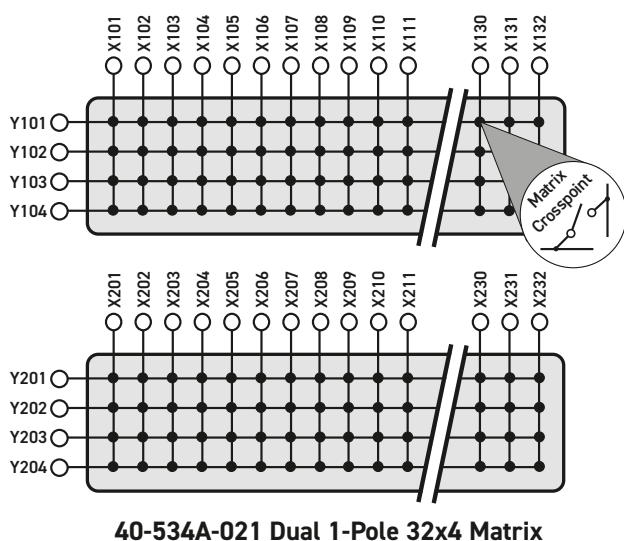 X101 X102 X103 X104 X105 X106 X107 X108 X109 X110 X111 X130 X131 X132
Y101
Y102
Y103
Y104
Matrix
Crosspoint
X201 X202 X203 X204 X205 X206 X207 X208 X209 X210 X211 X230 X231 X232
Y201
Y202
Y203
Y204
40-534A-021 Dual 1-Pole 32x4 Matrix